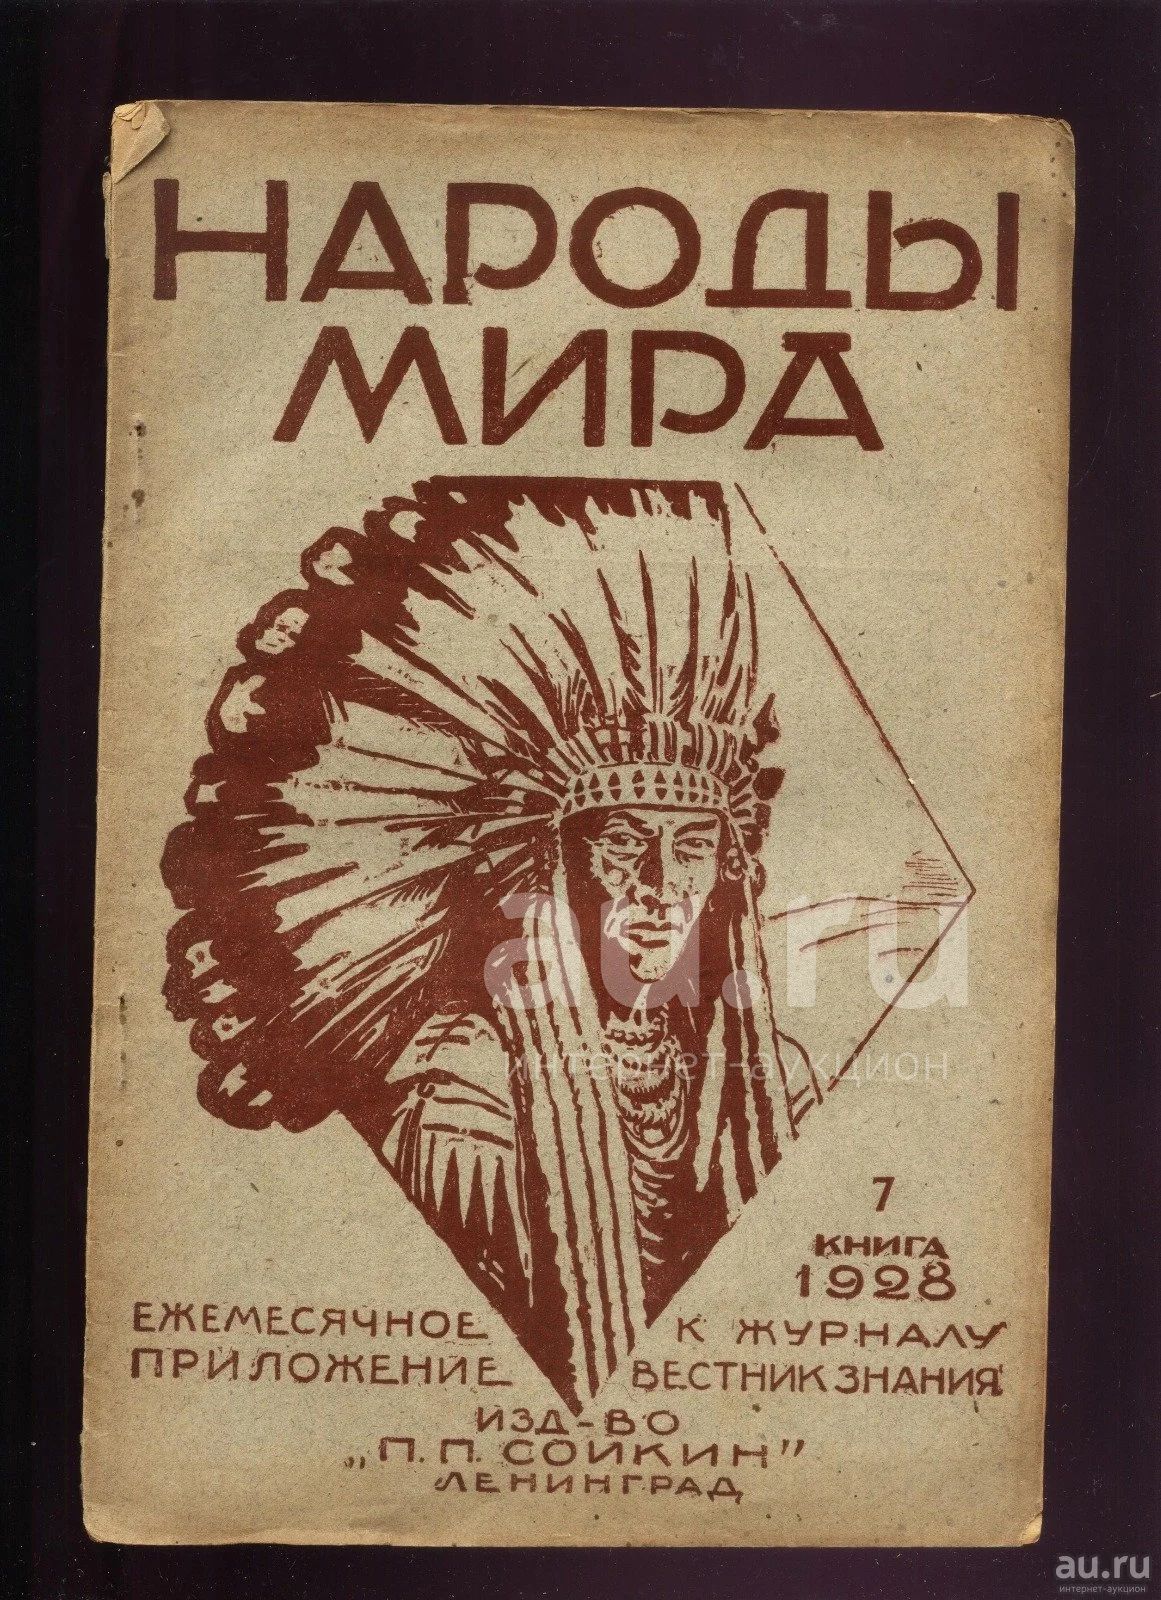 НАРОДЫ
МИРА
au.ru
интернет-аукцион
7
КНИГА
1928
ЕЖЕМЕСЯЧНОЕ
ПРИЛОЖЕНИЕ
К ЖУРНАЛУ
ВЕСТНИК ЗНАНИЯ
ИЗД-ВО
„П.П. СОЙКИН”
ЛЕНИНГРАД
au.ru
интернет-аукцион